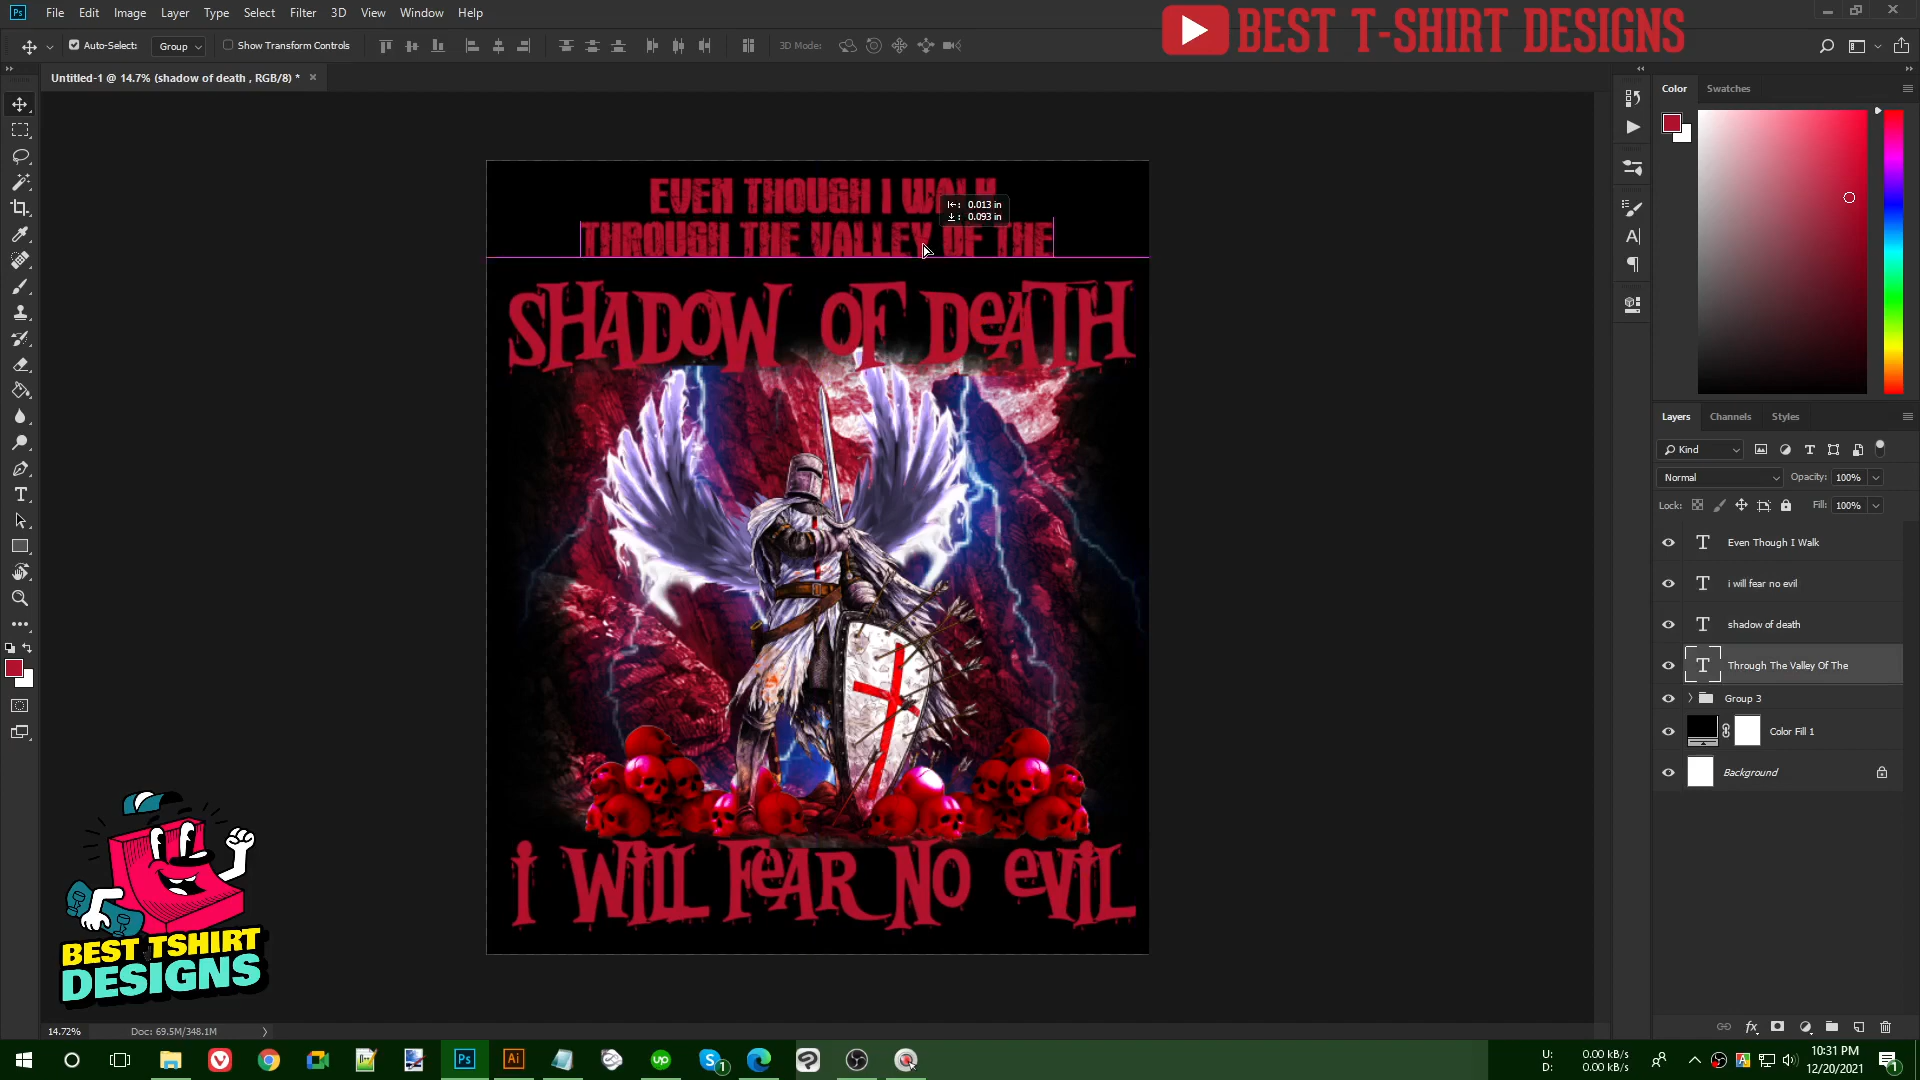 Ps File Edit Image Layer Type Select Filter 3D View Window Help
BEST T-SHIRT DESIGNS
Auto-Select: Group Show Transform Controls 3D Mode:
Untitled-1 @ 14.7% (shadow of death , RGB/8) *
Color Swatches
EVEN THOUGH I WALK
0.013 in
0.093 in
THROUGH THE VALLEY OF THE
SHADOW OF DEATH
I WILL FEAR NO EVIL
Layers Channels Styles
Kind
Normal Opacity: 100%
Lock: Fill: 100%
Even Though I Walk
i will fear no evil
shadow of death
Through The Valley Of The
Group 3
Color Fill 1
Background
BEST TSHIRT
DESIGNS
14.72% Doc: 69.5M/348.1M
Ps Ai up S 1
U: 0.00 kB/s
D: 0.00 kB/s
10:31 PM
12/20/2021
1